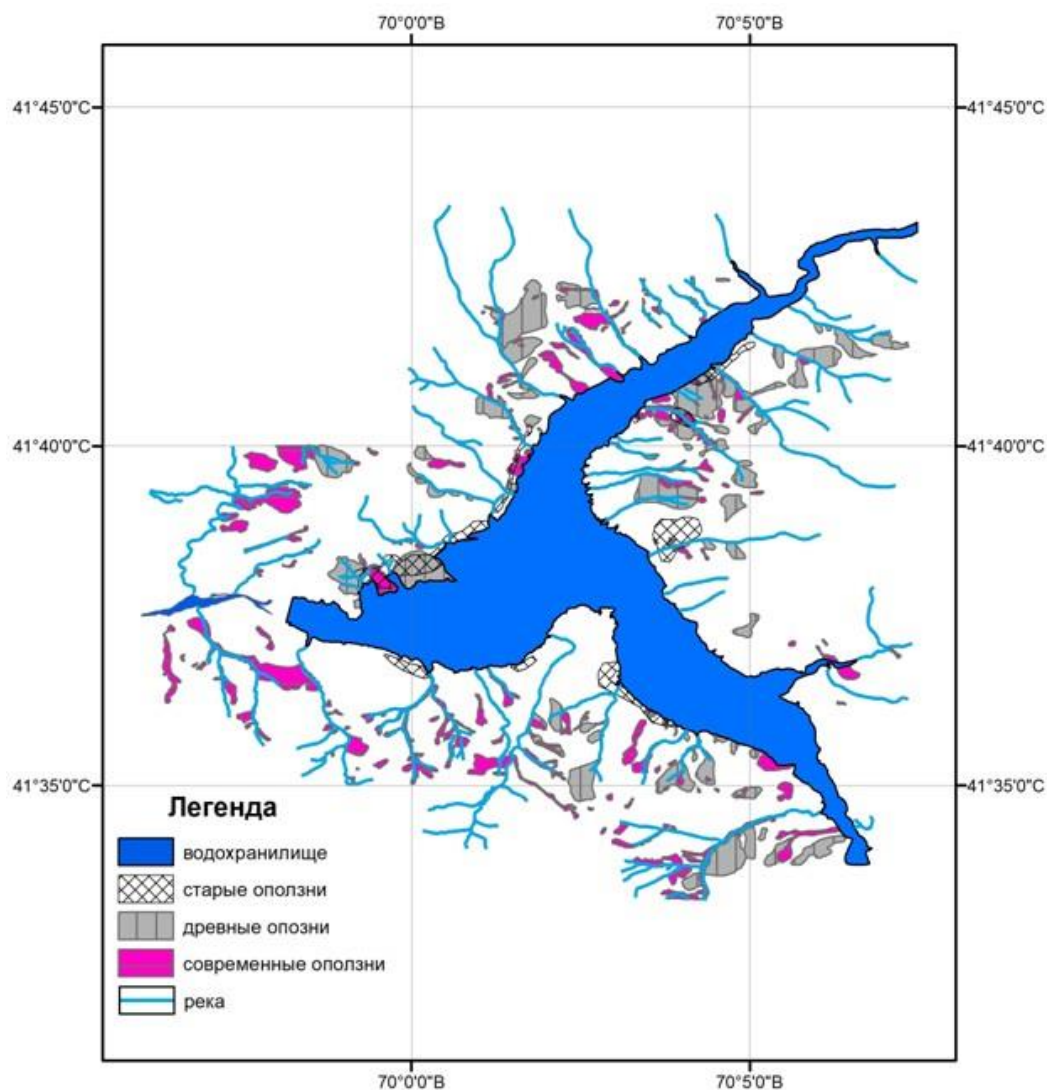 70°0'0"В 70°5'0"В
41°45'0"С 41°45'0"С
41°40'0"С 41°40'0"С
41°35'0"С 41°35'0"С
Легенда
водохранилище
старые оползни
древные опозни
современные оползни
река
70°0'0"В 70°5'0"В